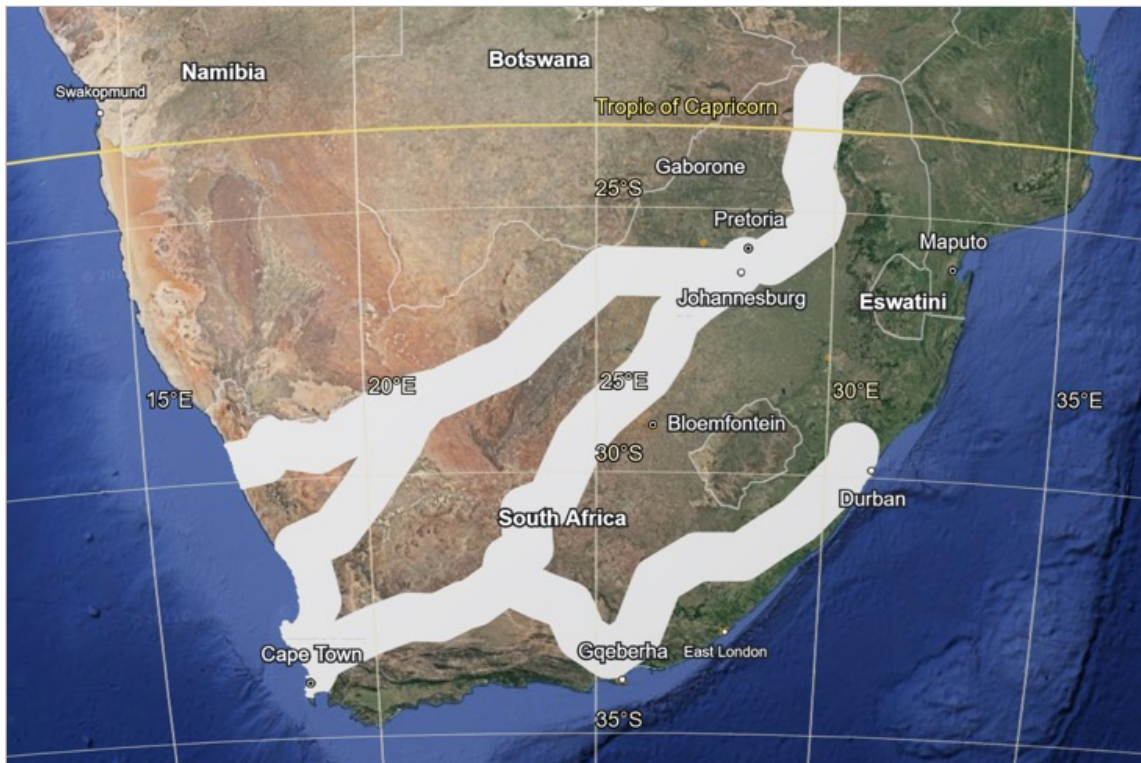 Namibia
Botswana
Swakopmund
Tropic of Capricorn
Gaborone
25°S
Pretoria
Maputo
Johannesburg
Eswatini
15°E
20°E
25°E
30°E
35°E
Bloemfontein
30°S
Durban
South Africa
Cape Town
Gqeberha
East London
35°S